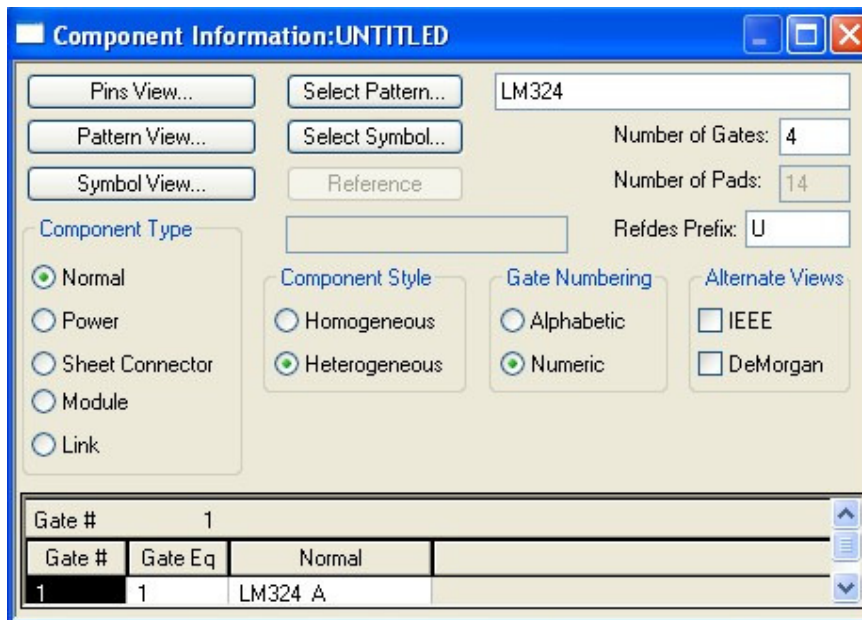 Component Information:UNTITLED
Pins View... Select Pattern... LM324
Pattern View... Select Symbol... Number of Gates: 4
Symbol View... Reference Number of Pads: 14
Component Type Refdes Prefix: U
Normal Component Style Gate Numbering Alternate Views
Power Homogeneous Alphabetic IEEE
Sheet Connector Heterogeneous Numeric DeMorgan
Module
Link
Gate # 1
Gate # Gate Eq Normal
1 1 LM324_A